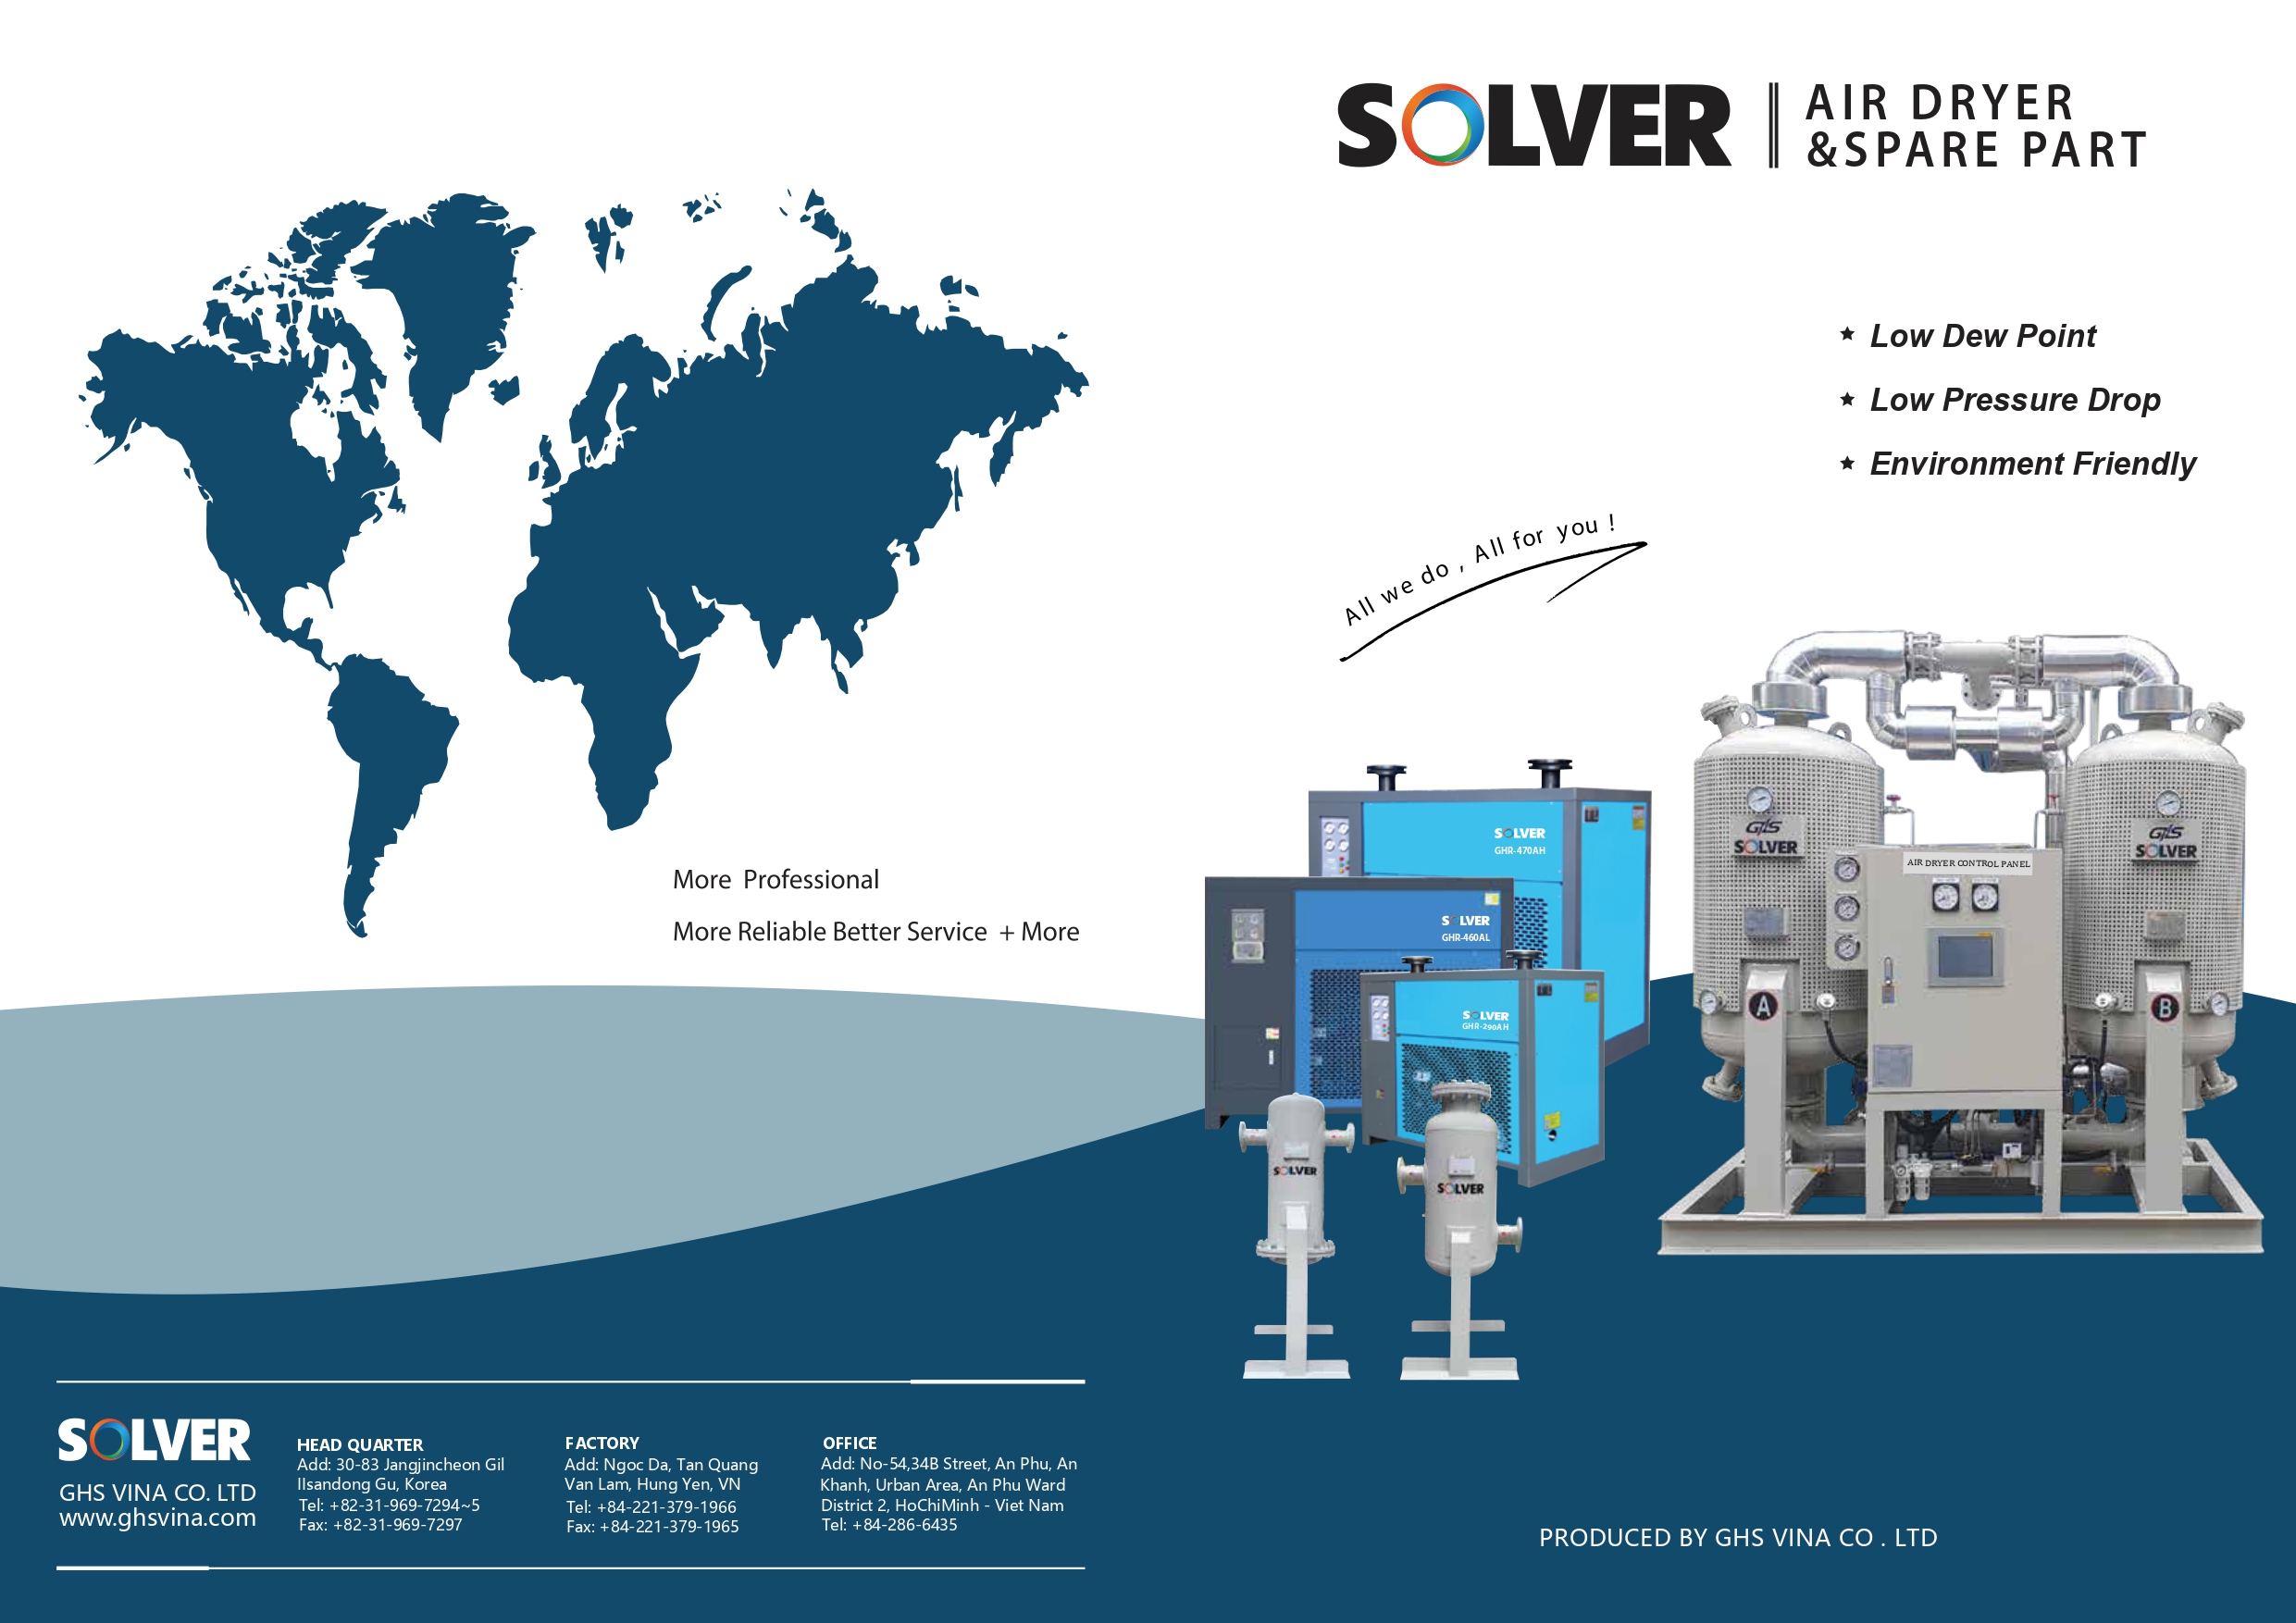 SOLVER
AIR DRYER
&SPARE PART
★ Low Dew Point
★ Low Pressure Drop
★ Environment Friendly
All we do , All for you !
SOLVER
GHR-470AH
SOLVER
GHR-460AL
SOLVER
GHR-290AH
SOLVER
SOLVER
SOLVER
SOLVER
AIR DRYER CONTROL PANEL
A
B
More Professional
More Reliable Better Service + More
SOLVER
GHS VINA CO. LTD
www.ghsvina.com
HEAD QUARTER
Add: 30-83 Jangjincheon Gil
Ilsandong Gu, Korea
Tel: +82-31-969-7294~5
Fax: +82-31-969-7297
FACTORY
Add: Ngoc Da, Tan Quang
Van Lam, Hung Yen, VN
Tel: +84-221-379-1966
Fax: +84-221-379-1965
OFFICE
Add: No-54,34B Street, An Phu, An
Khanh, Urban Area, An Phu Ward
District 2, HoChiMinh - Viet Nam
Tel: +84-286-6435
PRODUCED BY GHS VINA CO . LTD